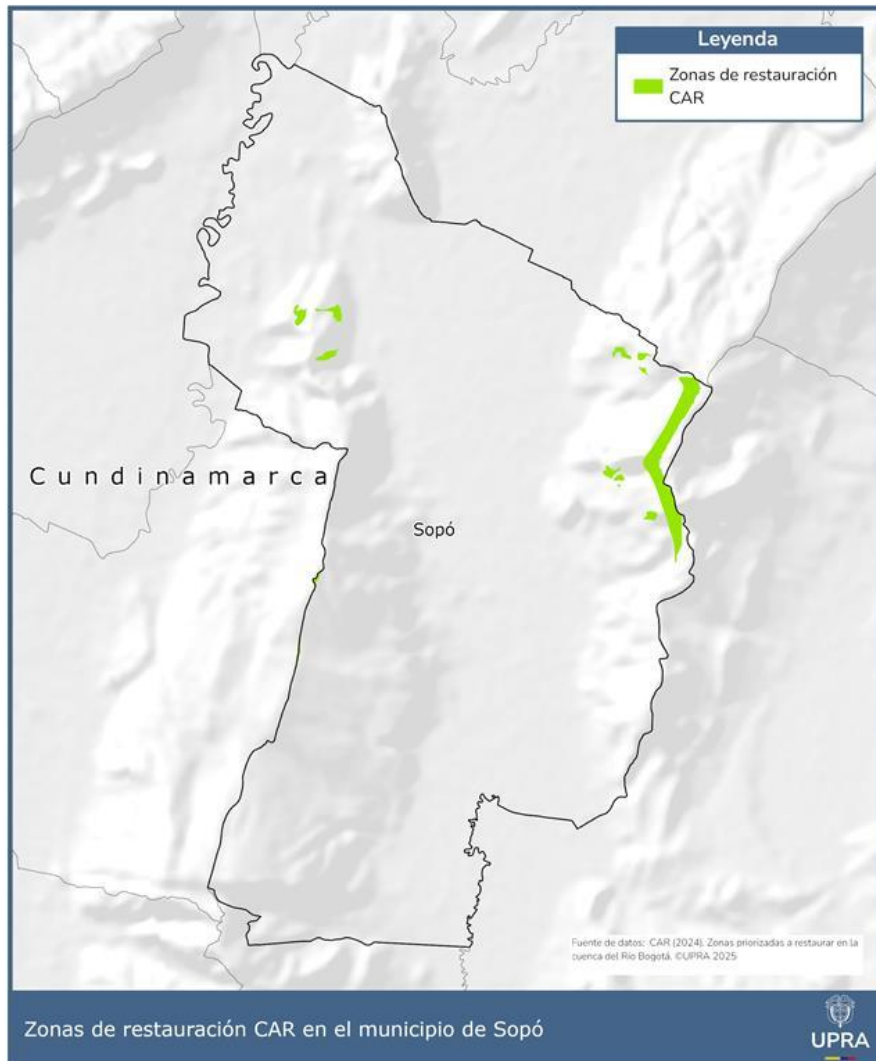 Leyenda
Zonas de restauración
CAR
Cundinamarca
Sopó
Fuente de datos: CAR (2024). Zonas priorizadas a restaurar en la
cuenca del Río Bogotá. ©UPRA 2025
Zonas de restauración CAR en el municipio de Sopó
UPRA